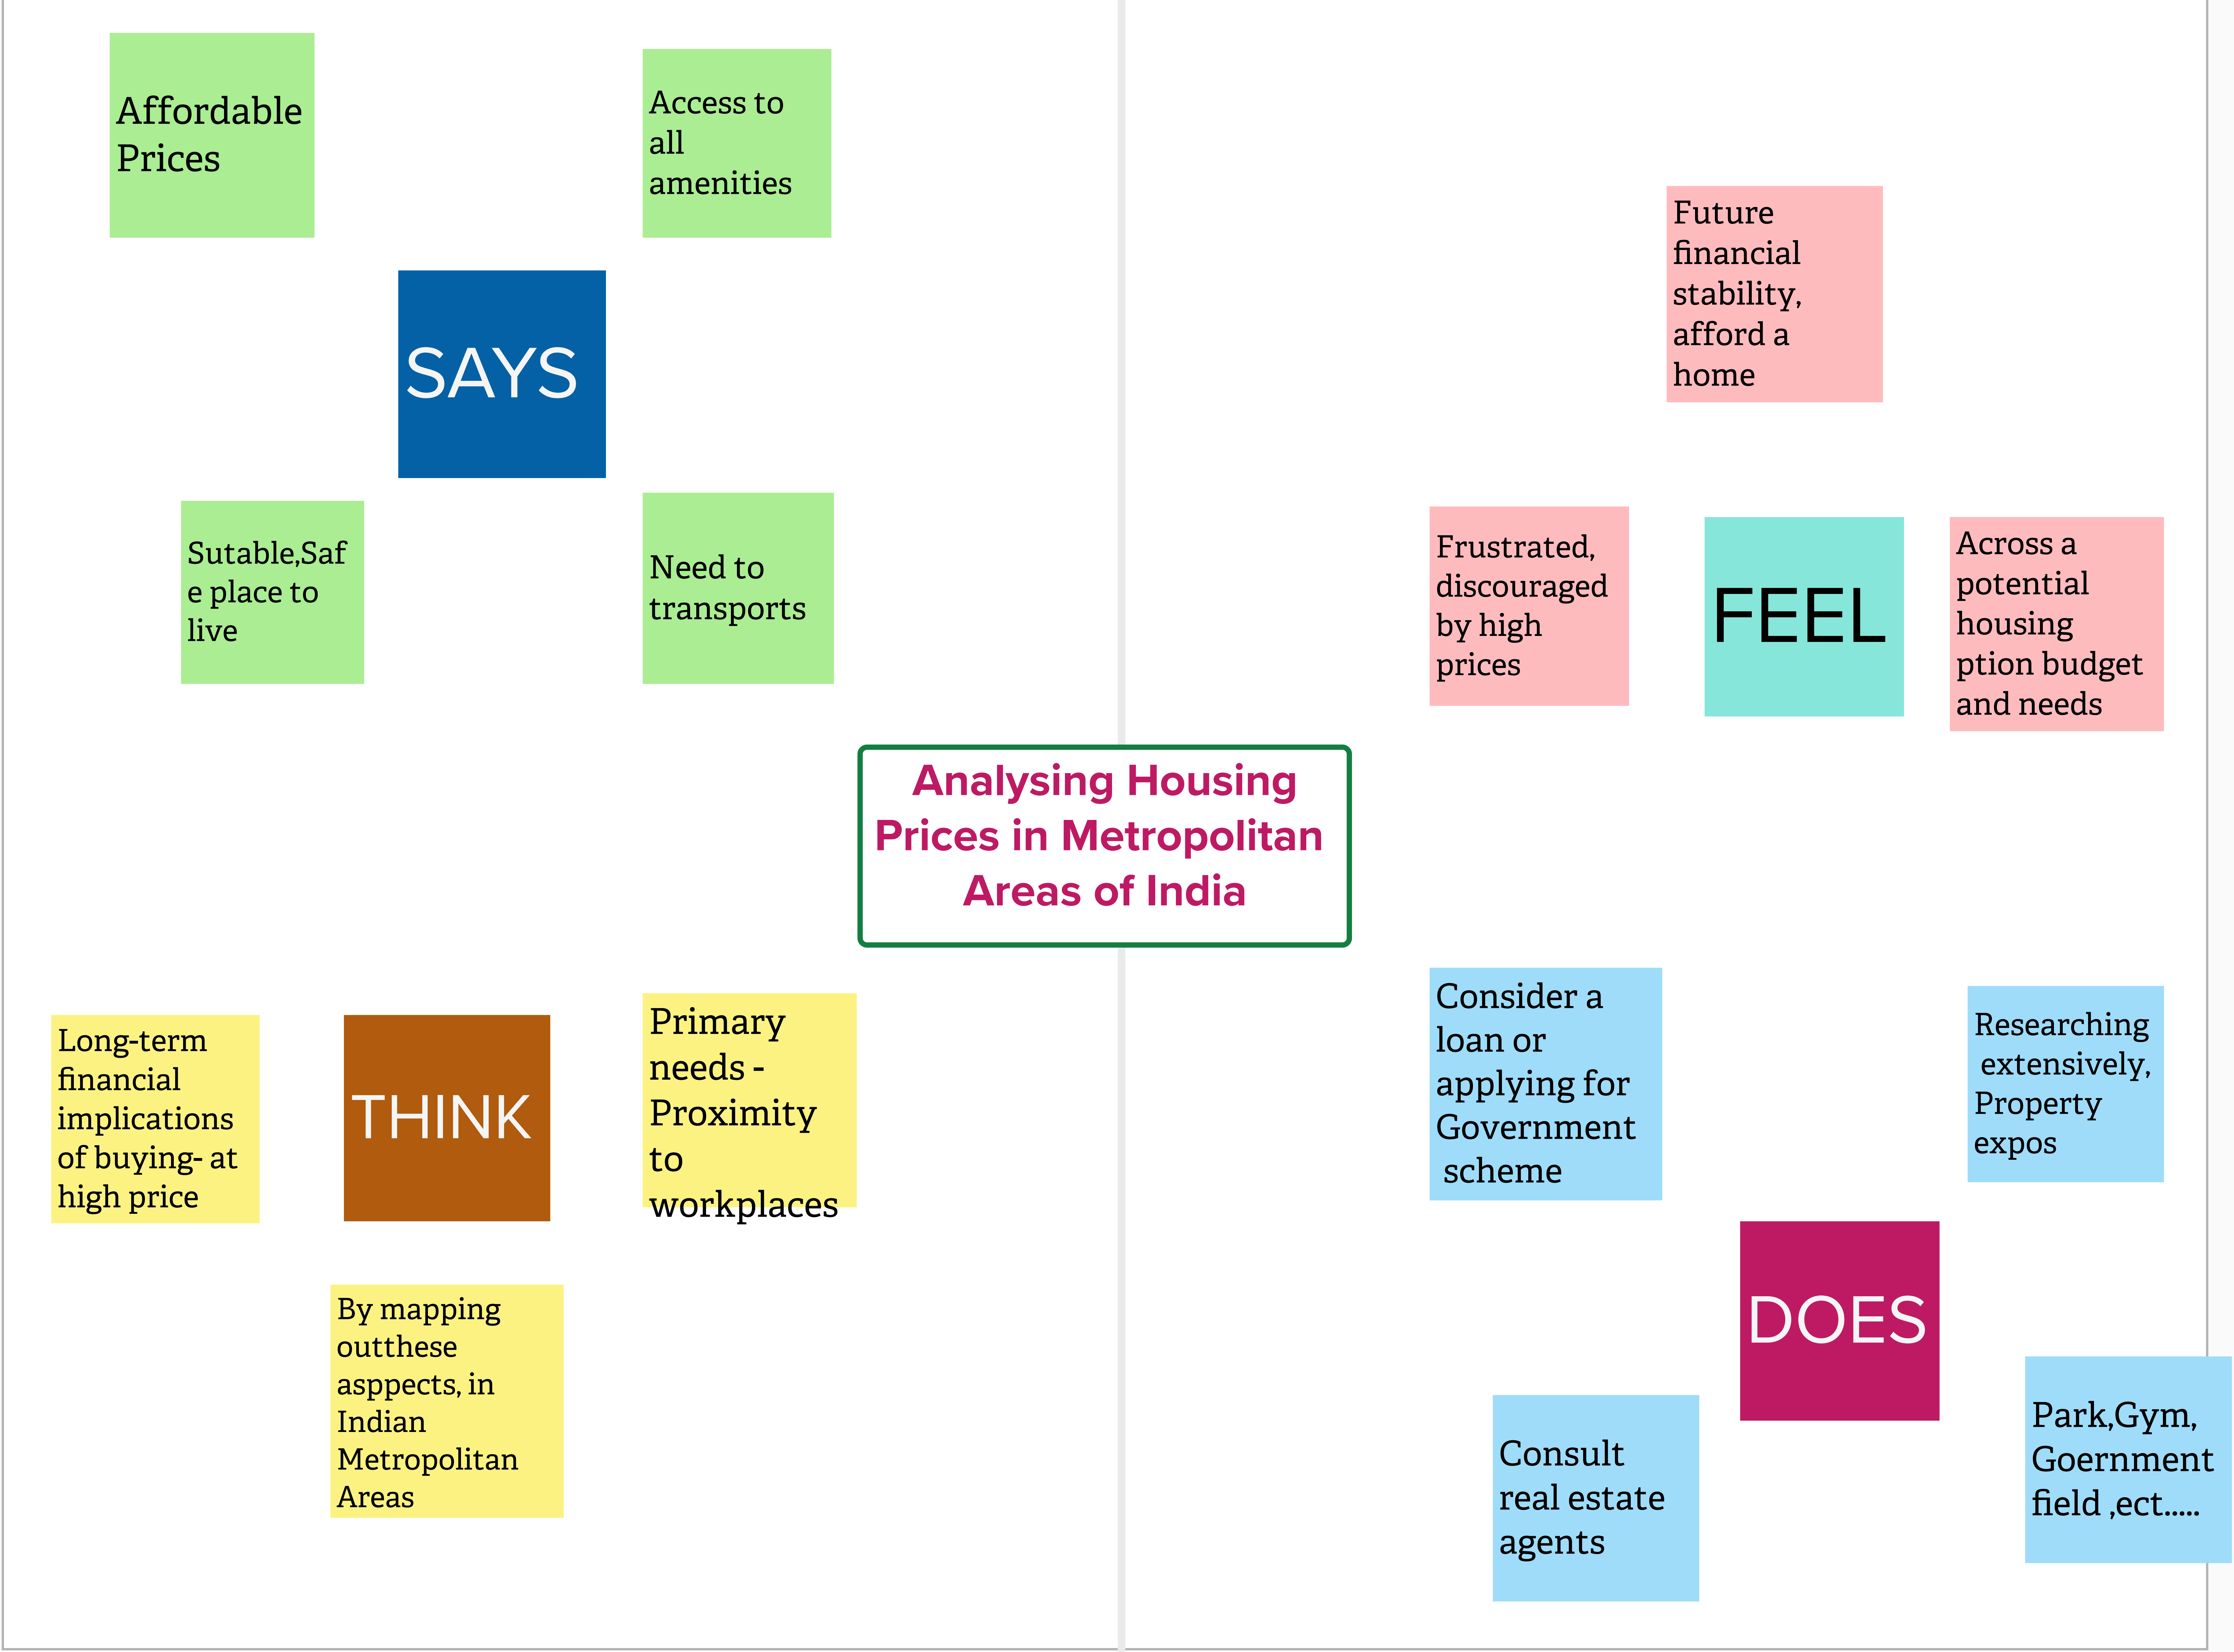 Affordable
Prices
Access to
all
amenities
SAYS
Sutable,Saf
e place to
live
Need to
transports
Future
financial
stability,
afford a
home
Frustrated,
discouraged
by high
prices
FEEL
Across a
potential
housing
ption budget
and needs
Analysing Housing
Prices in Metropolitan
Areas of India
Long-term
financial
implications
of buying- at
high price
THINK
Primary
needs -
Proximity
to
workplaces
By mapping
outthese
asppects, in
Indian
Metropolitan
Areas
Consider a
loan or
applying for
Government
scheme
Researching
extensively,
Property
expos
DOES
Consult
real estate
agents
Park,Gym,
Goernment
field ,ect.....